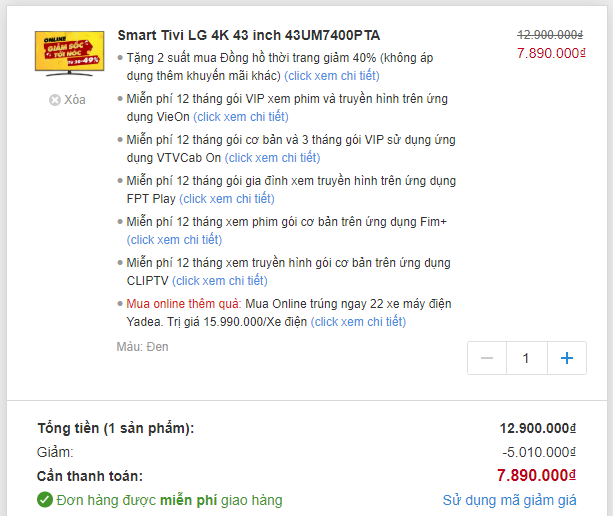 Smart Tivi LG 4K 43 inch 43UM7400PTA
12.900.000₫
7.890.000₫
ONLINE
GIẢM SỐC
TỚI NÓC
-49%
Xóa
Tặng 2 suất mua Đồng hồ thời trang giảm 40% (không áp
dụng thêm khuyến mãi khác) (click xem chi tiết)
Miễn phí 12 tháng gói VIP xem phim và truyền hình trên ứng
dụng VieOn (click xem chi tiết)
Miễn phí 12 tháng gói cơ bản và 3 tháng gói VIP sử dụng ứng
dụng VTVCab On (click xem chi tiết)
Miễn phí 12 tháng gói gia đình xem truyền hình trên ứng dụng
FPT Play (click xem chi tiết)
Miễn phí 12 tháng xem phim gói cơ bản trên ứng dụng Fim+
(click xem chi tiết)
Miễn phí 12 tháng xem truyền hình gói cơ bản trên ứng dụng
CLIPTV (click xem chi tiết)
Mua online thêm quà: Mua Online trúng ngay 22 xe máy điện
Yadea. Trị giá 15.990.000/Xe điện (click xem chi tiết)
Màu: Đen
1
Tổng tiền (1 sản phẩm): 12.900.000₫
Giảm: -5.010.000₫
Cần thanh toán: 7.890.000₫
Đơn hàng được miễn phí giao hàng
Sử dụng mã giảm giá